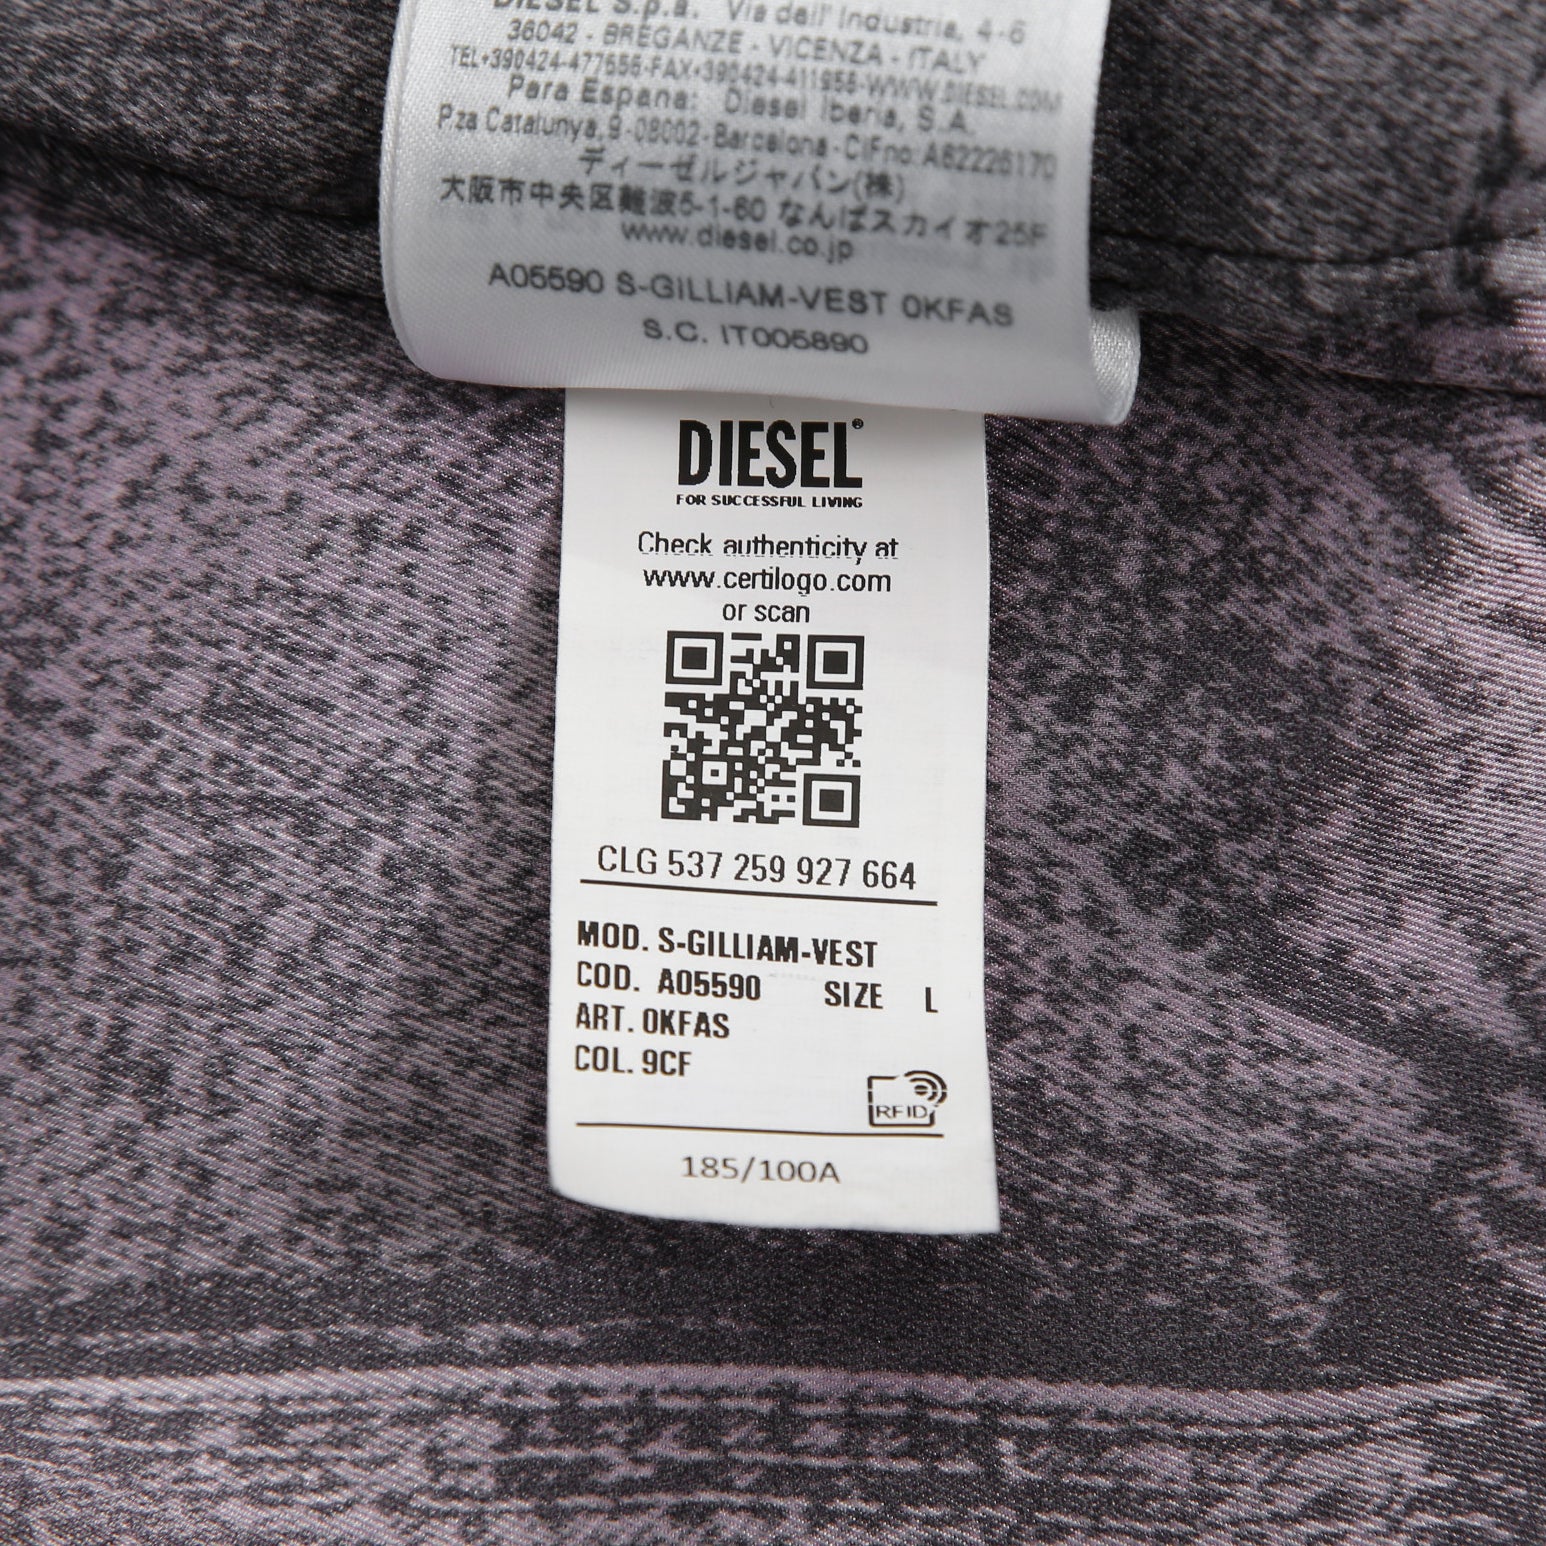 DIESEL S.p.a. Via dell' Industria, 4-6
36042 - BREGANZE - VICENZA - ITALY
TEL+390424-477555-FAX+390424-411955-WWW.DIESEL.COM
Para Espana: Diesel Iberia, S.A.
Pza Catalunya, 9-08002-Barcelona-CIFno:A62226170
ディーゼルジャパン(株)
大阪市中央区難波5-1-60 なんばスカイオ25F
www.diesel.co.jp
A05590 S-GILLIAM-VEST 0KFAS
S.C. IT005890
DIESEL®
FOR SUCCESSFUL LIVING
Check authenticity at
www.certilogo.com
or scan
CLG 537 259 927 664
MOD. S-GILLIAM-VEST
COD. A05590 SIZE L
ART. 0KFAS
COL. 9CF
RFID
185/100A